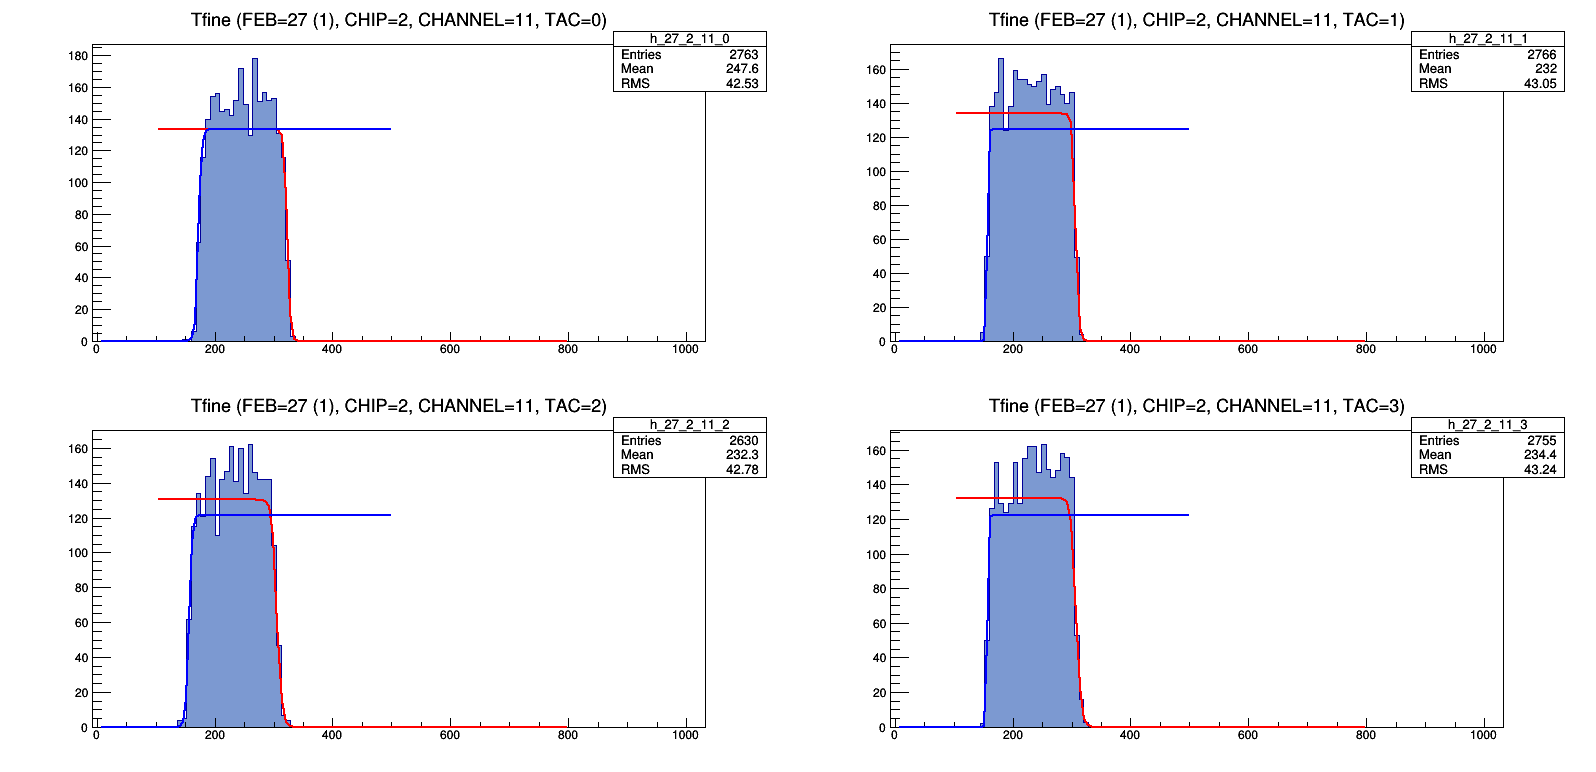 Tfine (FEB=27 (1), CHIP=2, CHANNEL=11, TAC=0)
h_27_2_11_0
Entries 2763
Mean 247.6
RMS 42.53
180
160
140
120
100
80
60
40
20
0
0 200 400 600 800 1000
Tfine (FEB=27 (1), CHIP=2, CHANNEL=11, TAC=1)
h_27_2_11_1
Entries 2766
Mean 232
RMS 43.05
160
140
120
100
80
60
40
20
0
0 200 400 600 800 1000
Tfine (FEB=27 (1), CHIP=2, CHANNEL=11, TAC=2)
h_27_2_11_2
Entries 2630
Mean 232.3
RMS 42.78
160
140
120
100
80
60
40
20
0
0 200 400 600 800 1000
Tfine (FEB=27 (1), CHIP=2, CHANNEL=11, TAC=3)
h_27_2_11_3
Entries 2755
Mean 234.4
RMS 43.24
160
140
120
100
80
60
40
20
0
0 200 400 600 800 1000